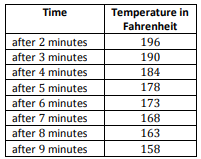 Time Temperature in
Fahrenheit
after 2 minutes 196
after 3 minutes 190
after 4 minutes 184
after 5 minutes 178
after 6 minutes 173
after 7 minutes 168
after 8 minutes 163
after 9 minutes 158